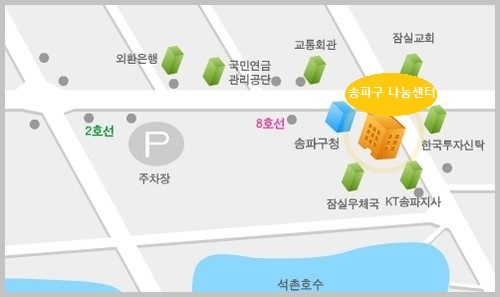 교통회관
잠실교회
외환은행
국민연금
관리공단
송파구 나눔센터
2호선
8호선
P
송파구청
한국투자신탁
주차장
잠실우체국
KT송파지사
석촌호수